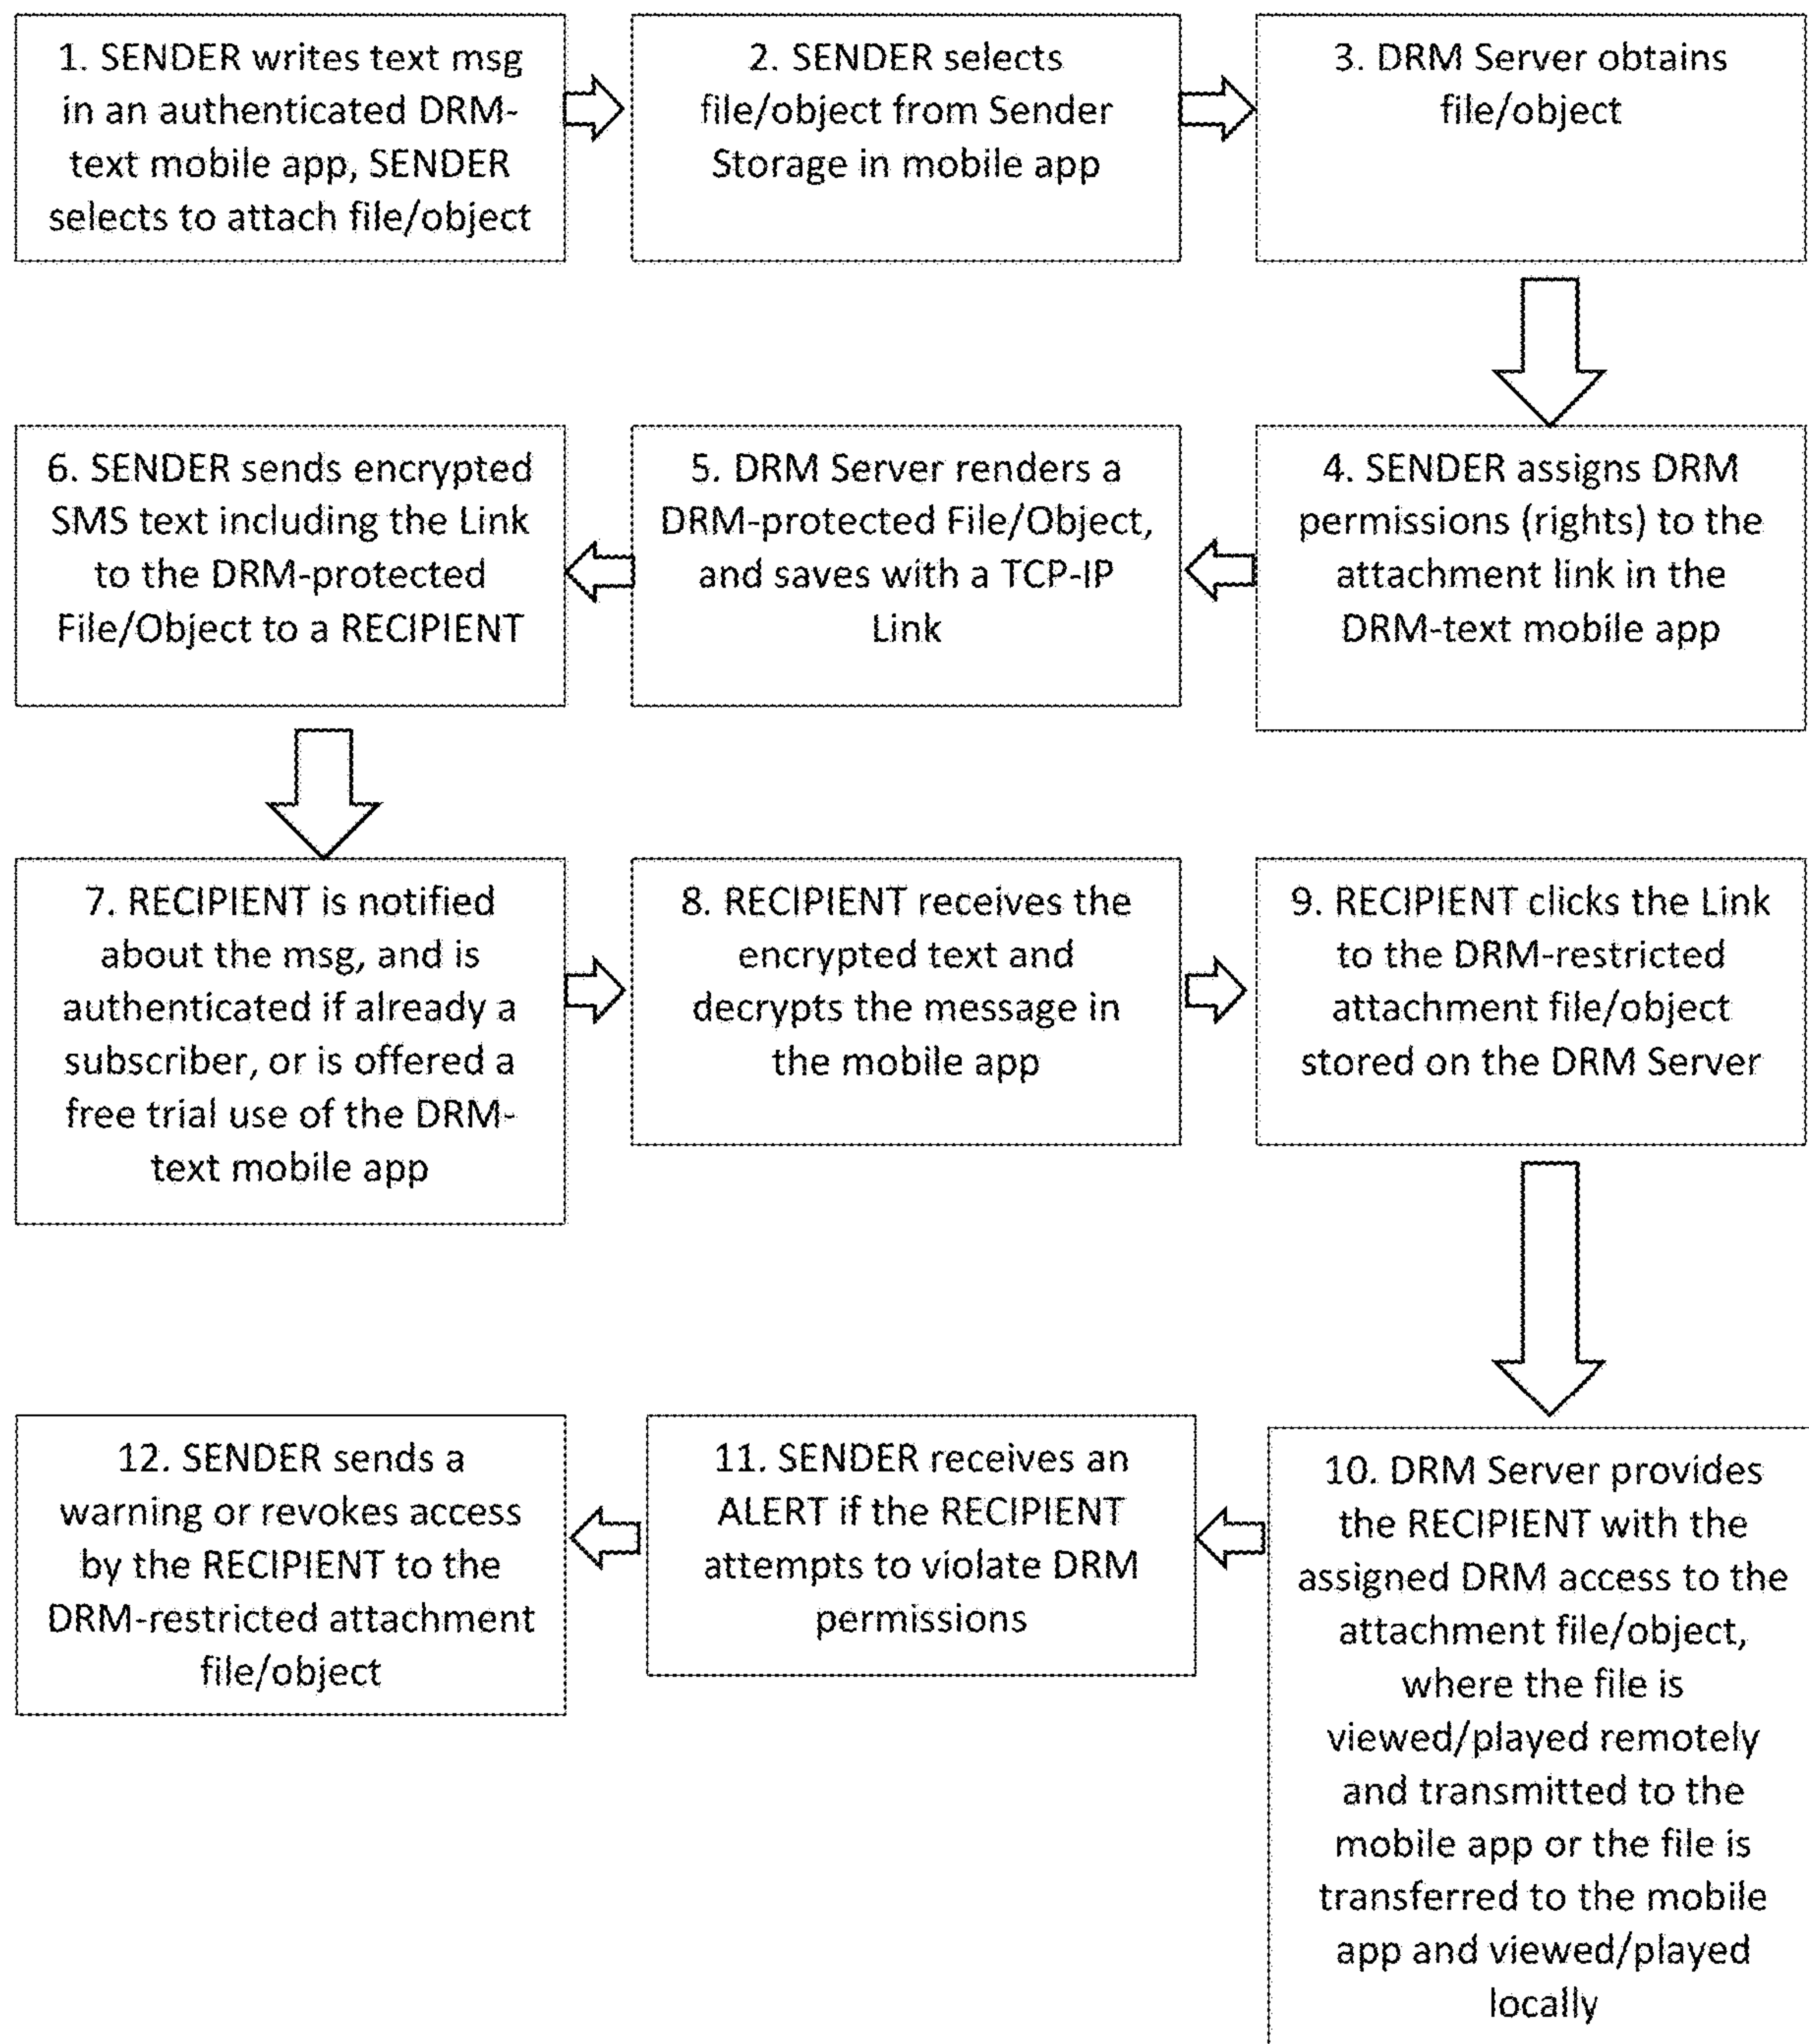 1. SENDER writes text msg
in an authenticated DRM-
text mobile app, SENDER
selects to attach file/object
2. SENDER selects
file/object from Sender
Storage in mobile app
3. DRM Server obtains
file/object
4. SENDER assigns DRM
permissions (rights) to the
attachment link in the
DRM-text mobile app
5. DRM Server renders a
DRM-protected File/Object,
and saves with a TCP-IP
Link
6. SENDER sends encrypted
SMS text including the Link
to the DRM-protected
File/Object to a RECIPIENT
7. RECIPIENT is notified
about the msg, and is
authenticated if already a
subscriber, or is offered a
free trial use of the DRM-
text mobile app
8. RECIPIENT receives the
encrypted text and
decrypts the message in
the mobile app
9. RECIPIENT clicks the Link
to the DRM-restricted
attachment file/object
stored on the DRM Server
10. DRM Server provides
the RECIPIENT with the
assigned DRM access to the
attachment file/object,
where the file is
viewed/played remotely
and transmitted to the
mobile app or the file is
transferred to the mobile
app and viewed/played
locally
11. SENDER receives an
ALERT if the RECIPIENT
attempts to violate DRM
permissions
12. SENDER sends a
warning or revokes access
by the RECIPIENT to the
DRM-restricted attachment
file/object